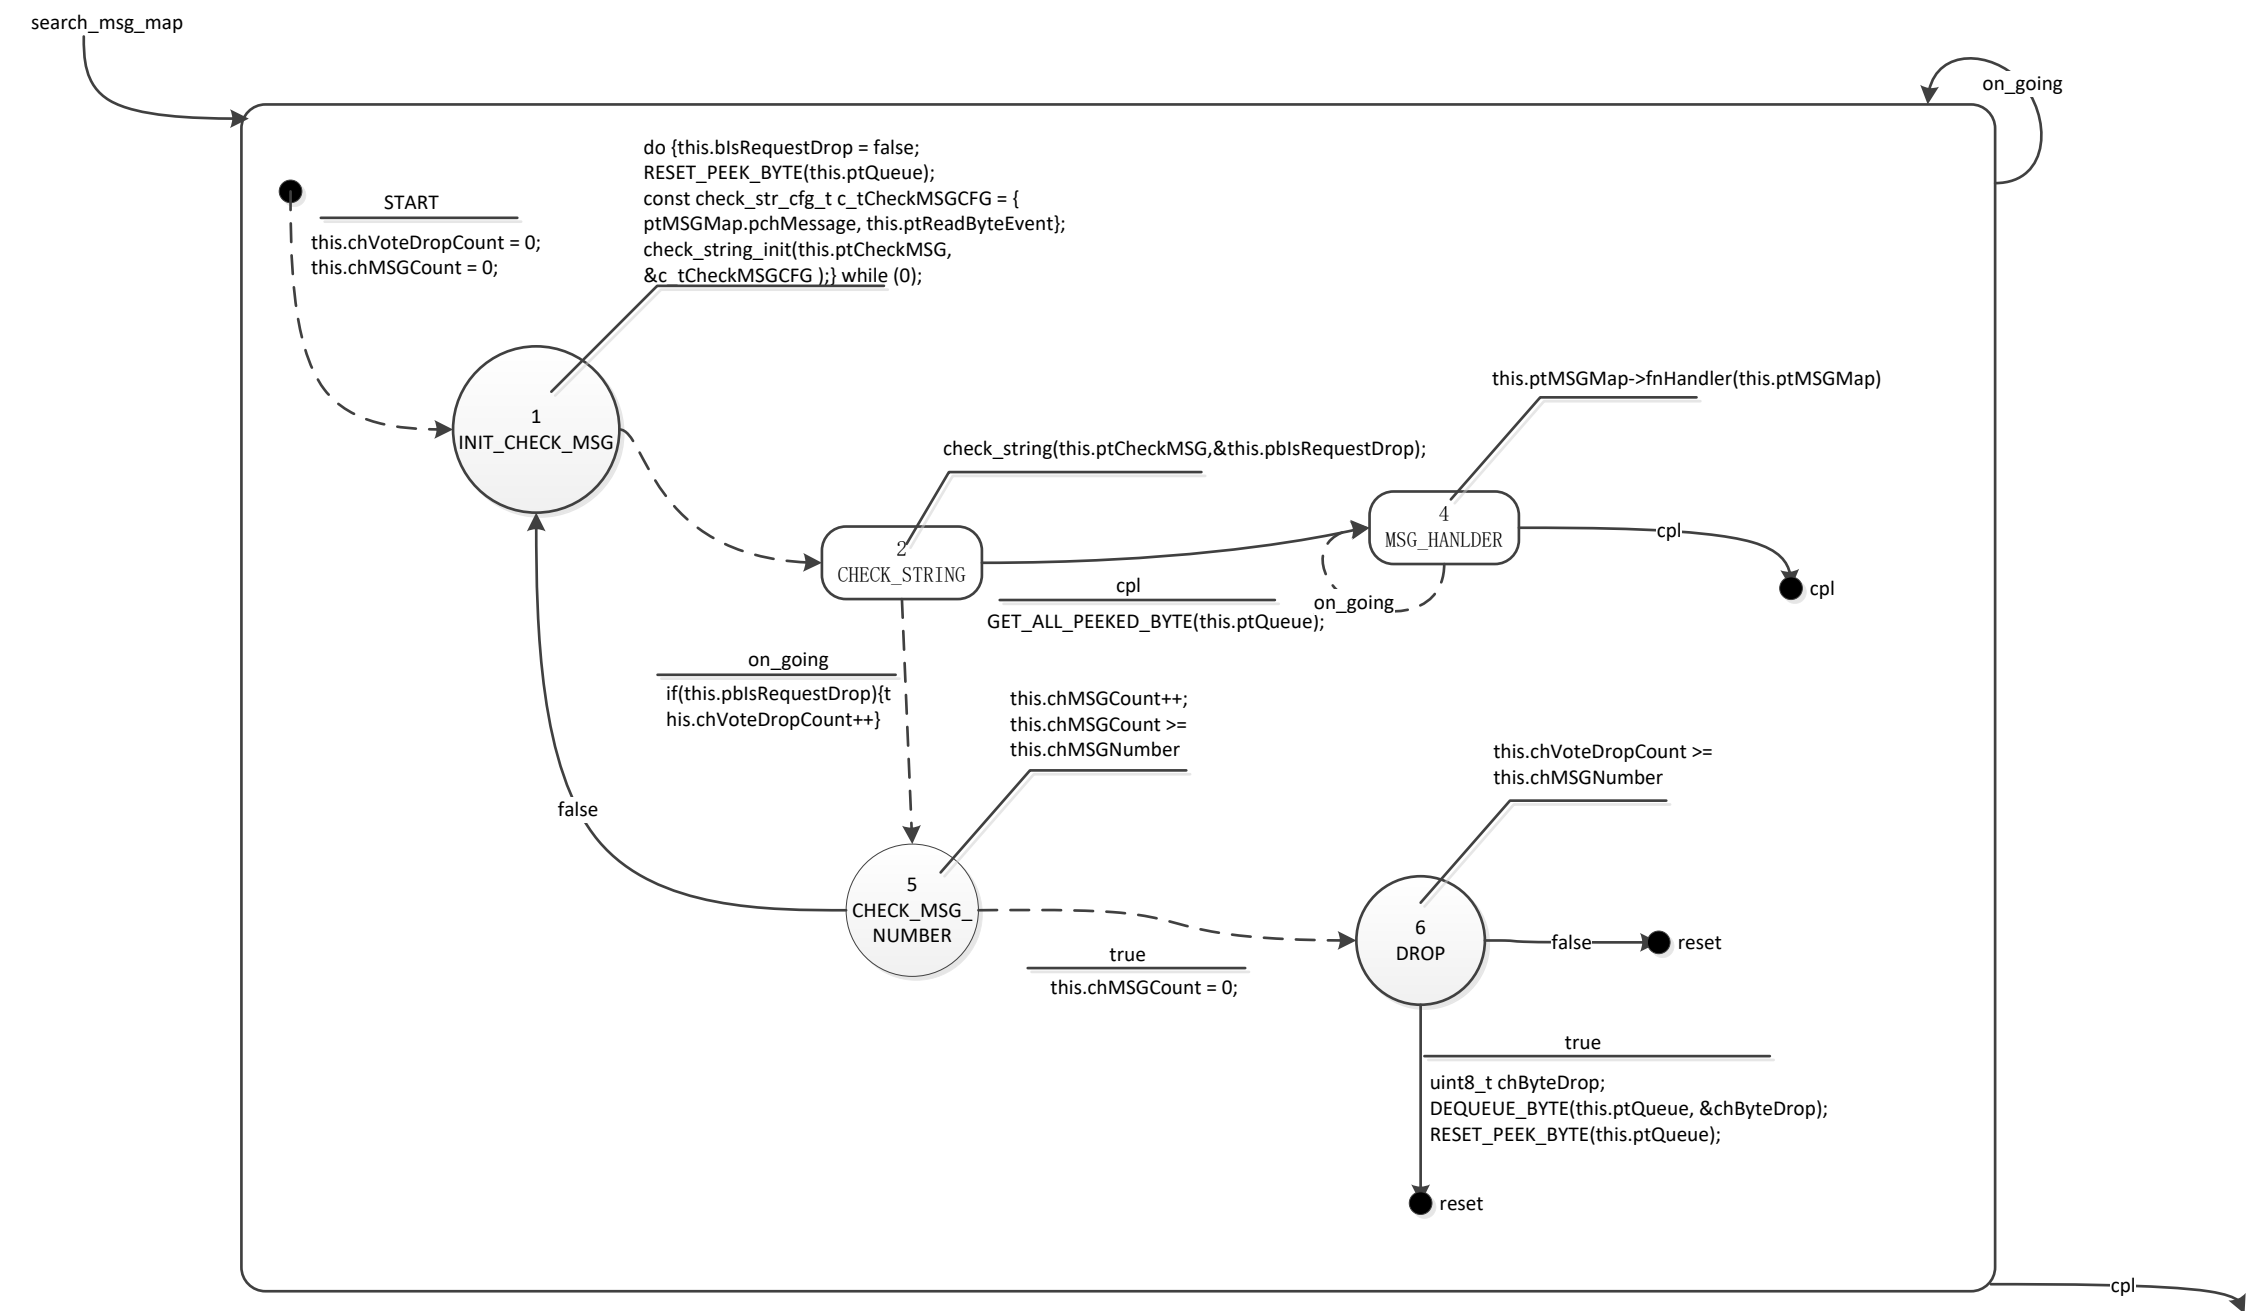 search_msg_map
on_going
do {this.bIsRequestDrop = false;
RESET_PEEK_BYTE(this.ptQueue);
const check_str_cfg_t c_tCheckMSGCFG = {
ptMSGMap.pchMessage, this.ptReadByteEvent};
check_string_init(this.ptCheckMSG,
&c_tCheckMSGCFG );} while (0);
START
this.chVoteDropCount = 0;
this.chMSGCount = 0;
1
INIT_CHECK_MSG
this.ptMSGMap->fnHandler(this.ptMSGMap)
check_string(this.ptCheckMSG,&this.pbIsRequestDrop);
4
MSG_HANLDER
cpl
cpl
2
CHECK_STRING
cpl
GET_ALL_PEEKED_BYTE(this.ptQueue);
on_going
on_going
if(this.pbIsRequestDrop){t
his.chVoteDropCount++}
this.chMSGCount++;
this.chMSGCount >=
this.chMSGNumber
this.chVoteDropCount >=
this.chMSGNumber
false
5
CHECK_MSG_
NUMBER
true
this.chMSGCount = 0;
6
DROP
false
reset
true
uint8_t chByteDrop;
DEQUEUE_BYTE(this.ptQueue, &chByteDrop);
RESET_PEEK_BYTE(this.ptQueue);
reset
cpl